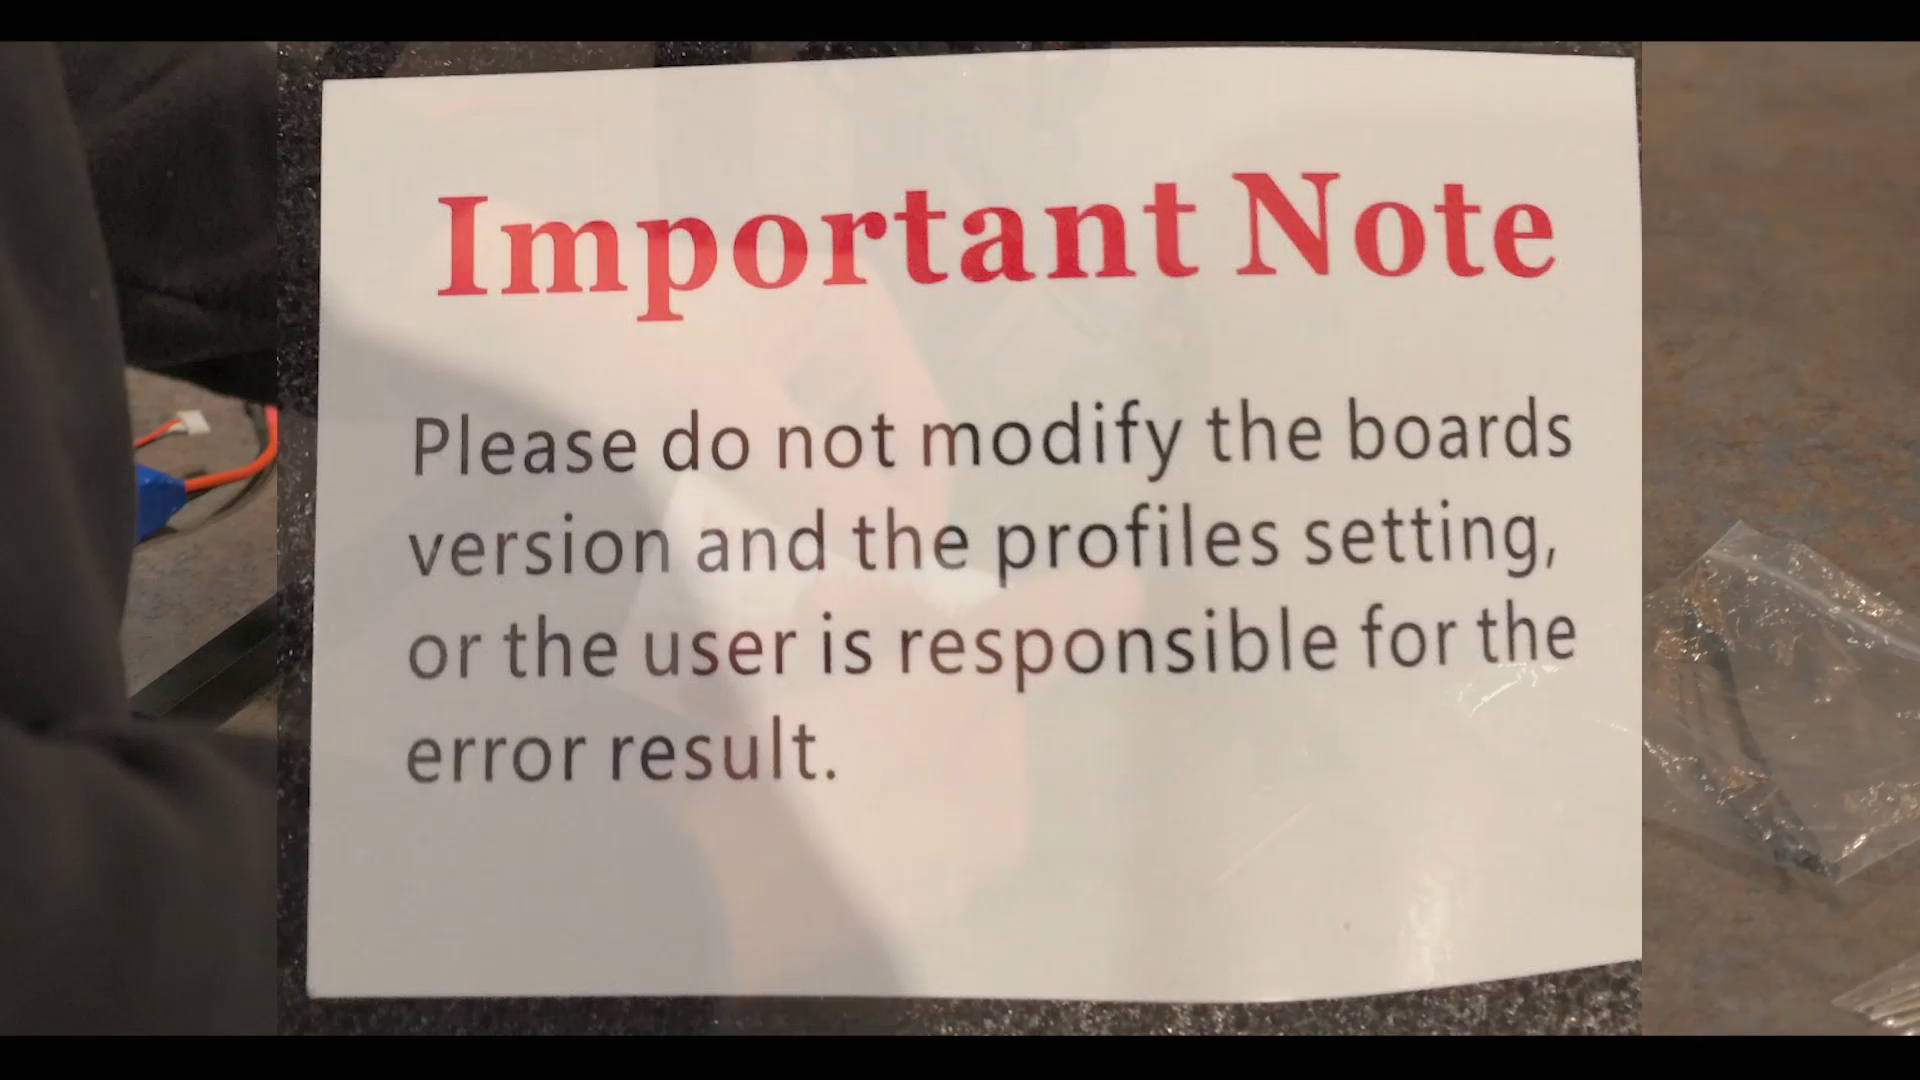 Important Note
Please do not modify the boards
version and the profiles setting,
or the user is responsible for the
error result.